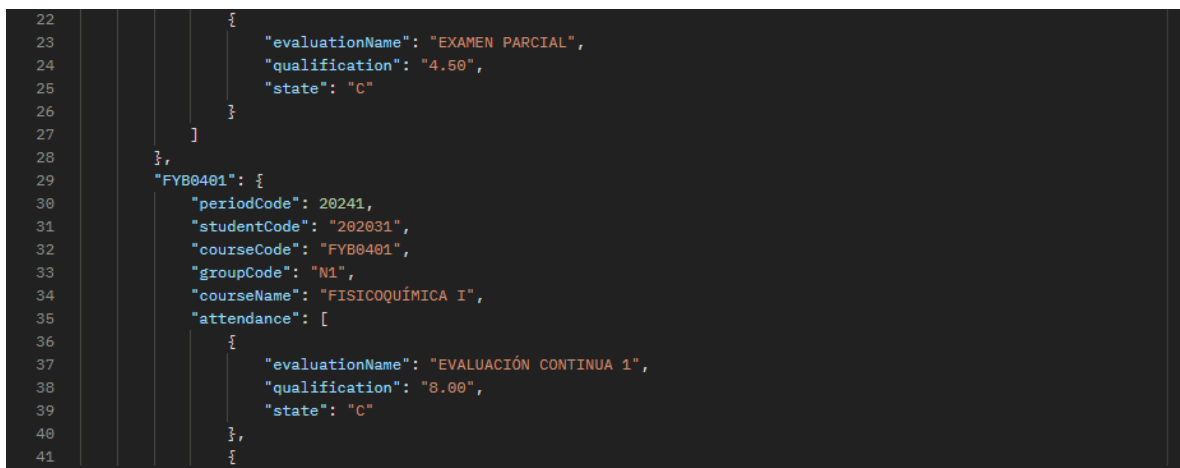 22 {
23 "evaluationName": "EXAMEN PARCIAL",
24 "qualification": "4.50",
25 "state": "C"
26 }
27 ]
28 },
29 "FYB0401": {
30 "periodCode": 20241,
31 "studentCode": "202031",
32 "courseCode": "FYB0401",
33 "groupCode": "N1",
34 "courseName": "FISICOQUÍMICA I",
35 "attendance": [
36 {
37 "evaluationName": "EVALUACIÓN CONTINUA 1",
38 "qualification": "8.00",
39 "state": "C"
40 },
41 {